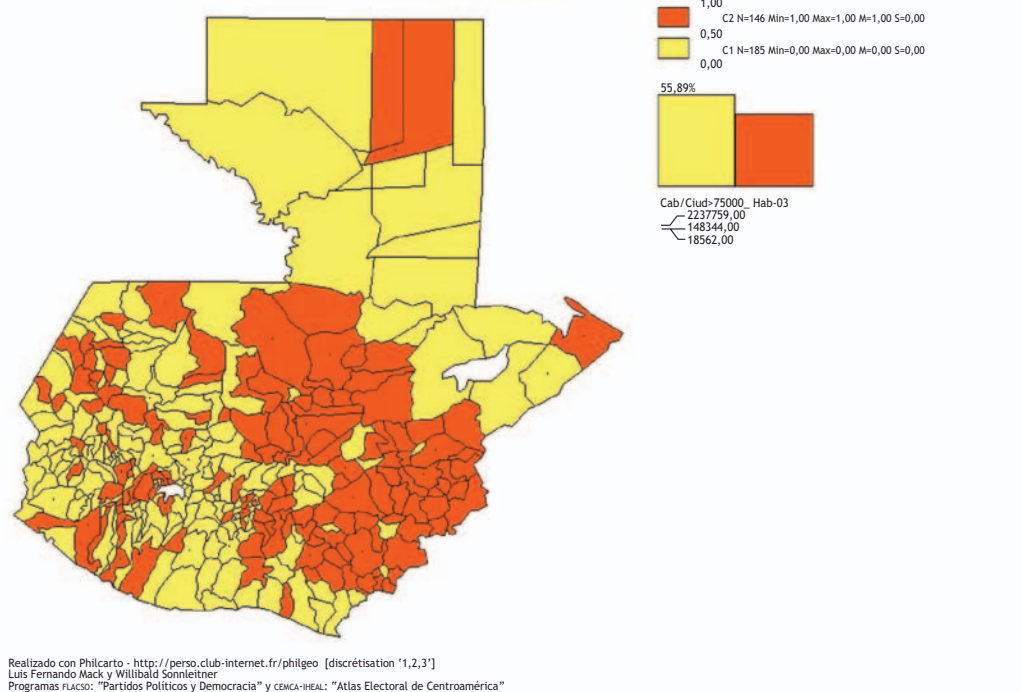 1,00
C2 N=146 Min=1,00 Max=1,00 M=1,00 S=0,00
0,50
C1 N=185 Min=0,00 Max=0,00 M=0,00 S=0,00
0,00
55,89%
Cab/Ciud>75000_ Hab-03
2237759,00
148344,00
18562,00
Realizado con Philcarto - http://perso.club-internet.fr/philgeo [discrétisation '1,2,3']
Luis Fernando Mack y Willibald Sonnleitner
Programas FLACSO: "Partidos Políticos y Democracia" y CEMCA-IHEAL: "Atlas Electoral de Centroamérica"